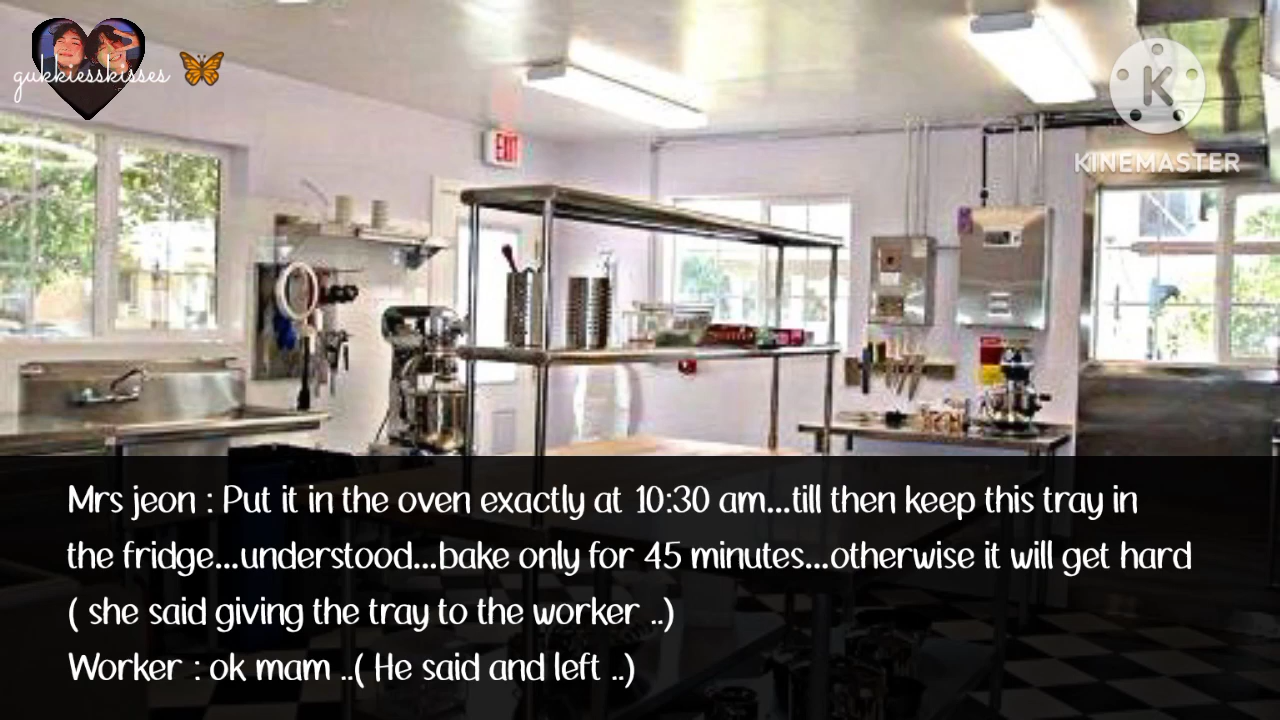 gukkiesskisses
EXIT
K
KINEMASTER
Mrs jeon : Put it in the oven exactly at 10:30 am...till then keep this tray in
the fridge...understood...bake only for 45 minutes...otherwise it will get hard
( she said giving the tray to the worker ..)
Worker : ok mam ..( He said and left ..)